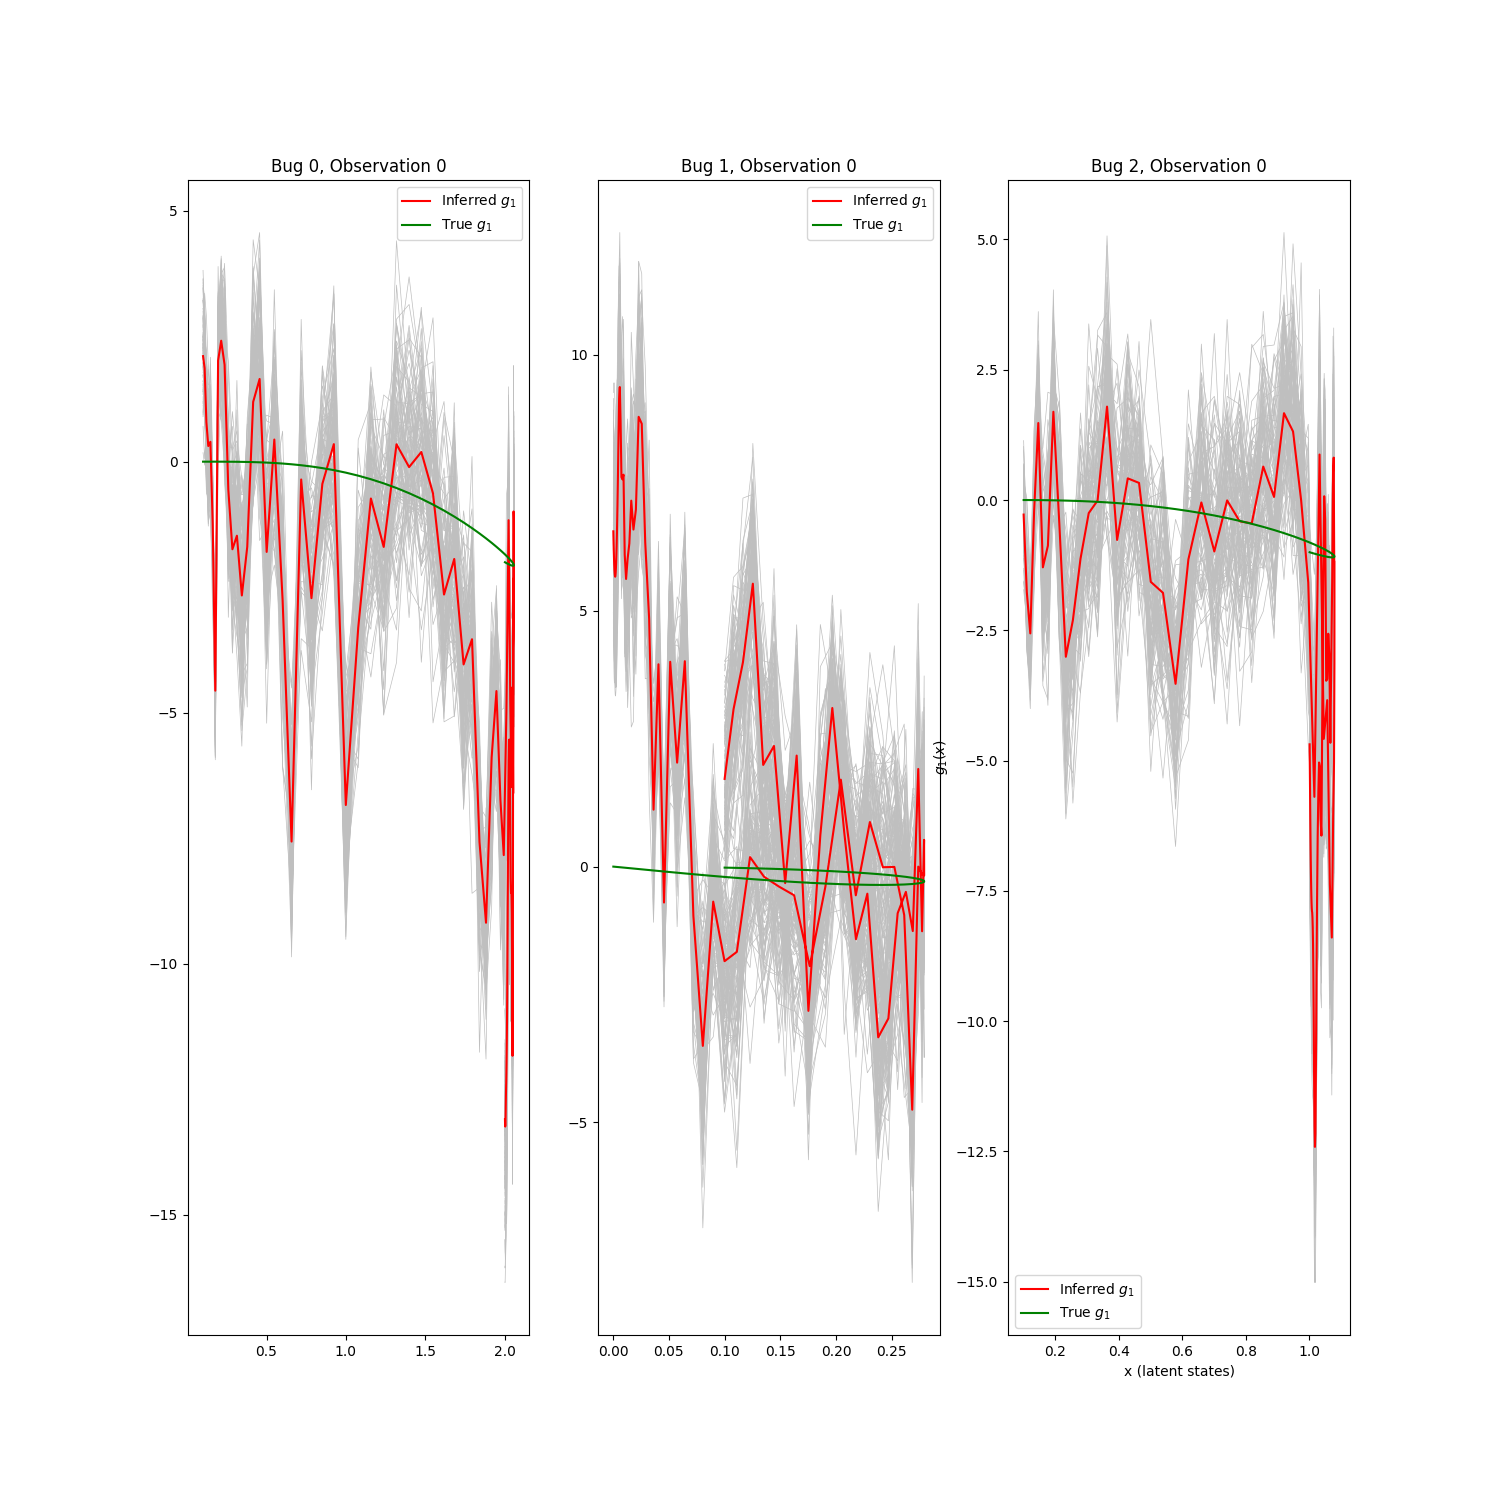 Bug 0, Observation 0
Inferred g₁
True g₁
5
0
−5
−10
−15
0.5 1.0 1.5 2.0
Bug 1, Observation 0
Inferred g₁
True g₁
10
5
0
−5
0.00 0.05 0.10 0.15 0.20 0.25
Bug 2, Observation 0
g₁(x)
5.0
2.5
0.0
−2.5
−5.0
−7.5
−10.0
−12.5
−15.0
Inferred g₁
True g₁
0.2 0.4 0.6 0.8 1.0
x (latent states)